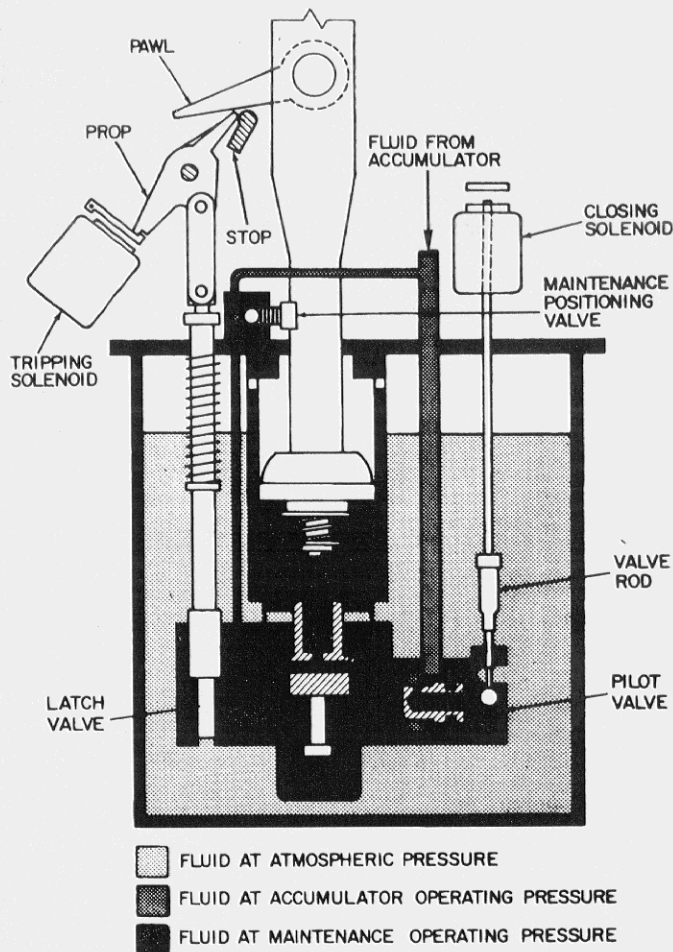 PAWL
PROP
FLUID FROM
ACCUMULATOR
CLOSING
SOLENOID
STOP
MAINTENANCE
POSITIONING
VALVE
TRIPPING
SOLENOID
VALVE
ROD
LATCH
VALVE
PILOT
VALVE
FLUID AT ATMOSPHERIC PRESSURE
FLUID AT ACCUMULATOR OPERATING PRESSURE
FLUID AT MAINTENANCE OPERATING PRESSURE